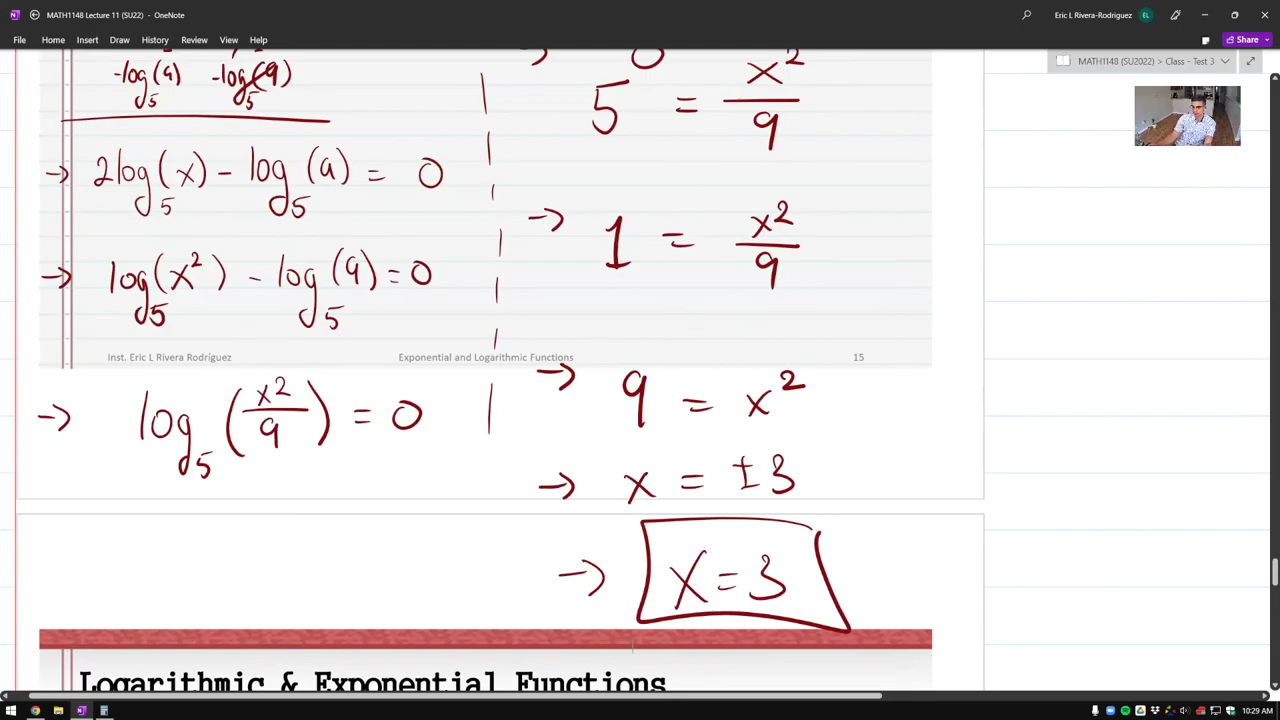 MATH1148 Lecture 11 (SU22) - OneNote
Eric L Rivera-Rodriguez EL
File Home Insert Draw History Review View Help
Share
MATH1148 (SU2022) > Class - Test 3
-log₅(9) -log₅(9)
→ 2log₅(x) - log₅(9) = 0
→ log₅(x²) - log₅(9) = 0
→ log₅(x²/9) = 0
→ 5⁰ = x²/9
→ 1 = x²/9
Inst. Eric L Rivera Rodríguez Exponential and Logarithmic Functions 15
→ 9 = x²
→ x = ±3
→ x = 3
Logarithmic & Exponential Functions
10:29 AM